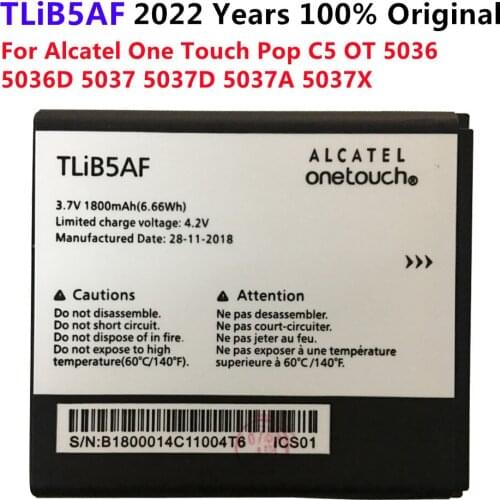 TLiB5AF 2022 Years 100% Original
For Alcatel One Touch Pop C5 OT 5036
5036D 5037 5037D 5037A 5037X
TLiB5AF
ALCATEL
onetouch®
3.7V 1800mAh(6.66Wh)
Limited charge voltage: 4.2V
Manufactured Date: 28-11-2018
>>>
Cautions
Do not disassemble.
Do not short circuit.
Do not dispose of in fire.
Do not expose to high
temperature(60°C/140°F).
Attention
Ne pas desassembler.
Ne pas court-circuiter.
Ne pas jeter au feu.
Ne pas exposer à une température
supérieure à 60°C /140°F.
S/N:B1800014C11004T6
ICS01